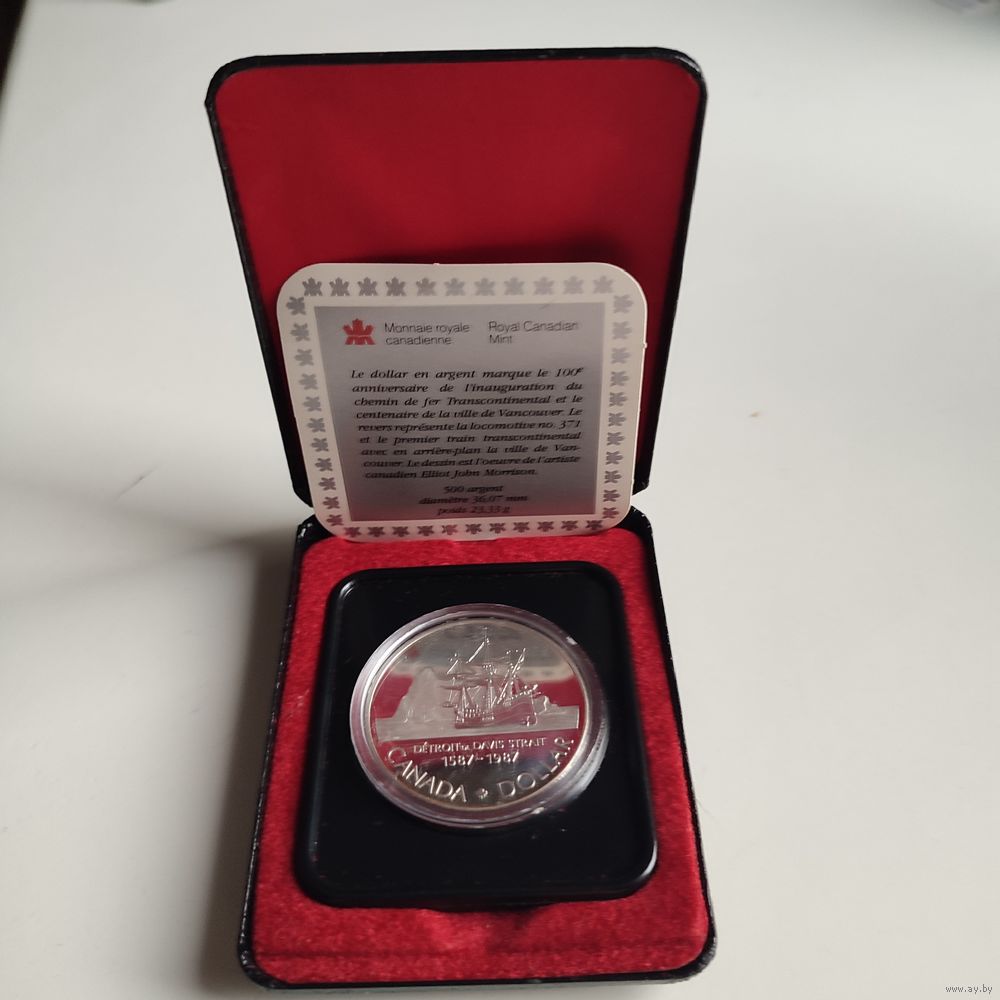 Monnaie royale canadienne
Royal Canadian Mint
Le dollar en argent marque le 100e
anniversaire de l'inauguration du
chemin de fer Transcontinental et le
centenaire de la ville de Vancouver. Le
revers représente la locomotive no. 371
et le premier train transcontinental
avec en arrière-plan la ville de Van-
couver. Le dessin est l'oeuvre de l'artiste
canadien Elliot John Morrison.
500 argent
diamètre 36,07 mm
poids 23,33 g
DÉTROIT de DAVIS STRAIT
1587-1987
CANADA DOLLAR
www.ay.by